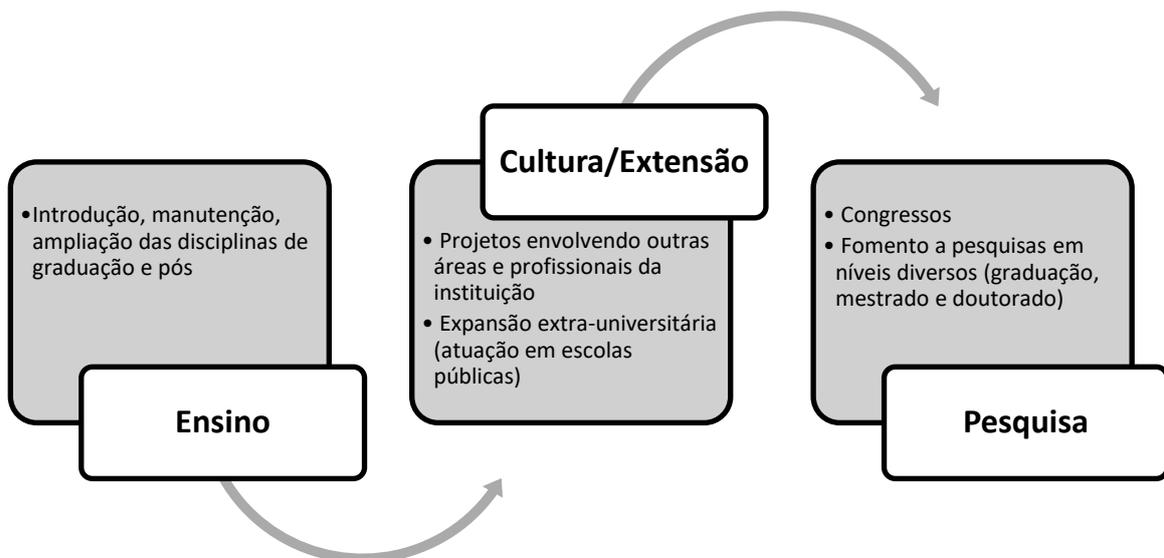 •Introdução, manutenção,
ampliação das disciplinas de
graduação e pós
Ensino
Cultura/Extensão
• Projetos envolvendo outras
áreas e profissionais da
instituição
• Expansão extra-universitária
(atuação em escolas
públicas)
• Congressos
• Fomento a pesquisas em
níveis diversos (graduação,
mestrado e doutorado)
Pesquisa